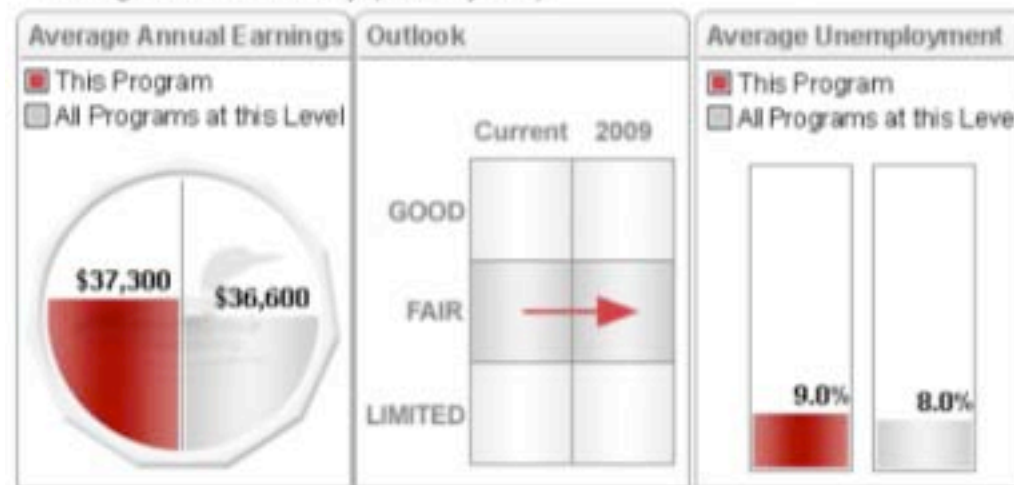 Average Annual Earnings
This Program
All Programs at this Level
$37,300
$36,600
Outlook
Current 2009
GOOD
FAIR
LIMITED
Average Unemployment
This Program
All Programs at this Leve
9.0%
8.0%